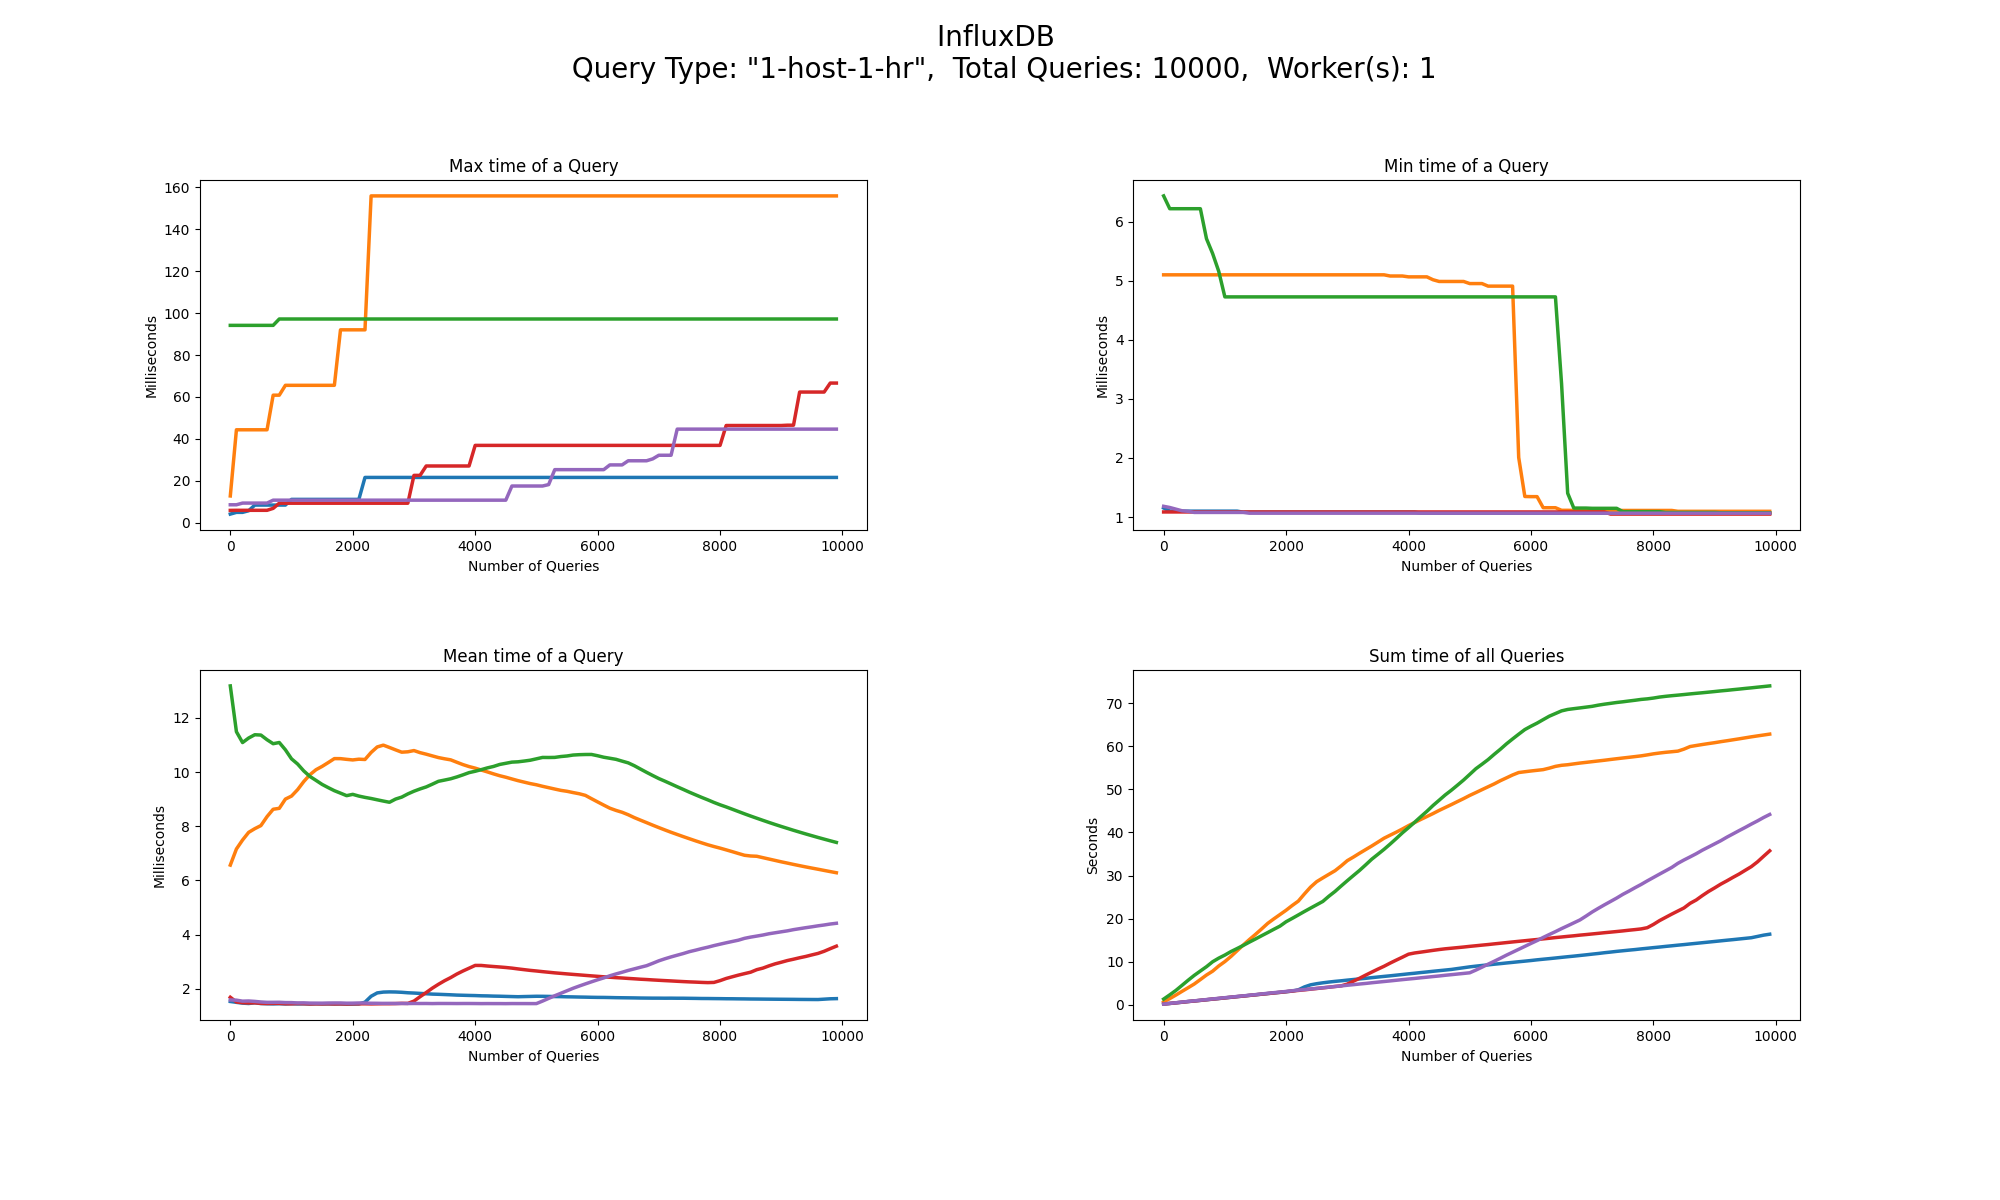 InfluxDB
Query Type: "1-host-1-hr",  Total Queries: 10000,  Worker(s): 1
Max time of a Query
160
140
120
100
80
60
40
20
0
Milliseconds
0 2000 4000 6000 8000 10000
Number of Queries
Min time of a Query
6
5
4
3
2
1
Milliseconds
0 2000 4000 6000 8000 10000
Number of Queries
Mean time of a Query
12
10
8
6
4
2
Milliseconds
0 2000 4000 6000 8000 10000
Number of Queries
Sum time of all Queries
70
60
50
40
30
20
10
0
Seconds
0 2000 4000 6000 8000 10000
Number of Queries